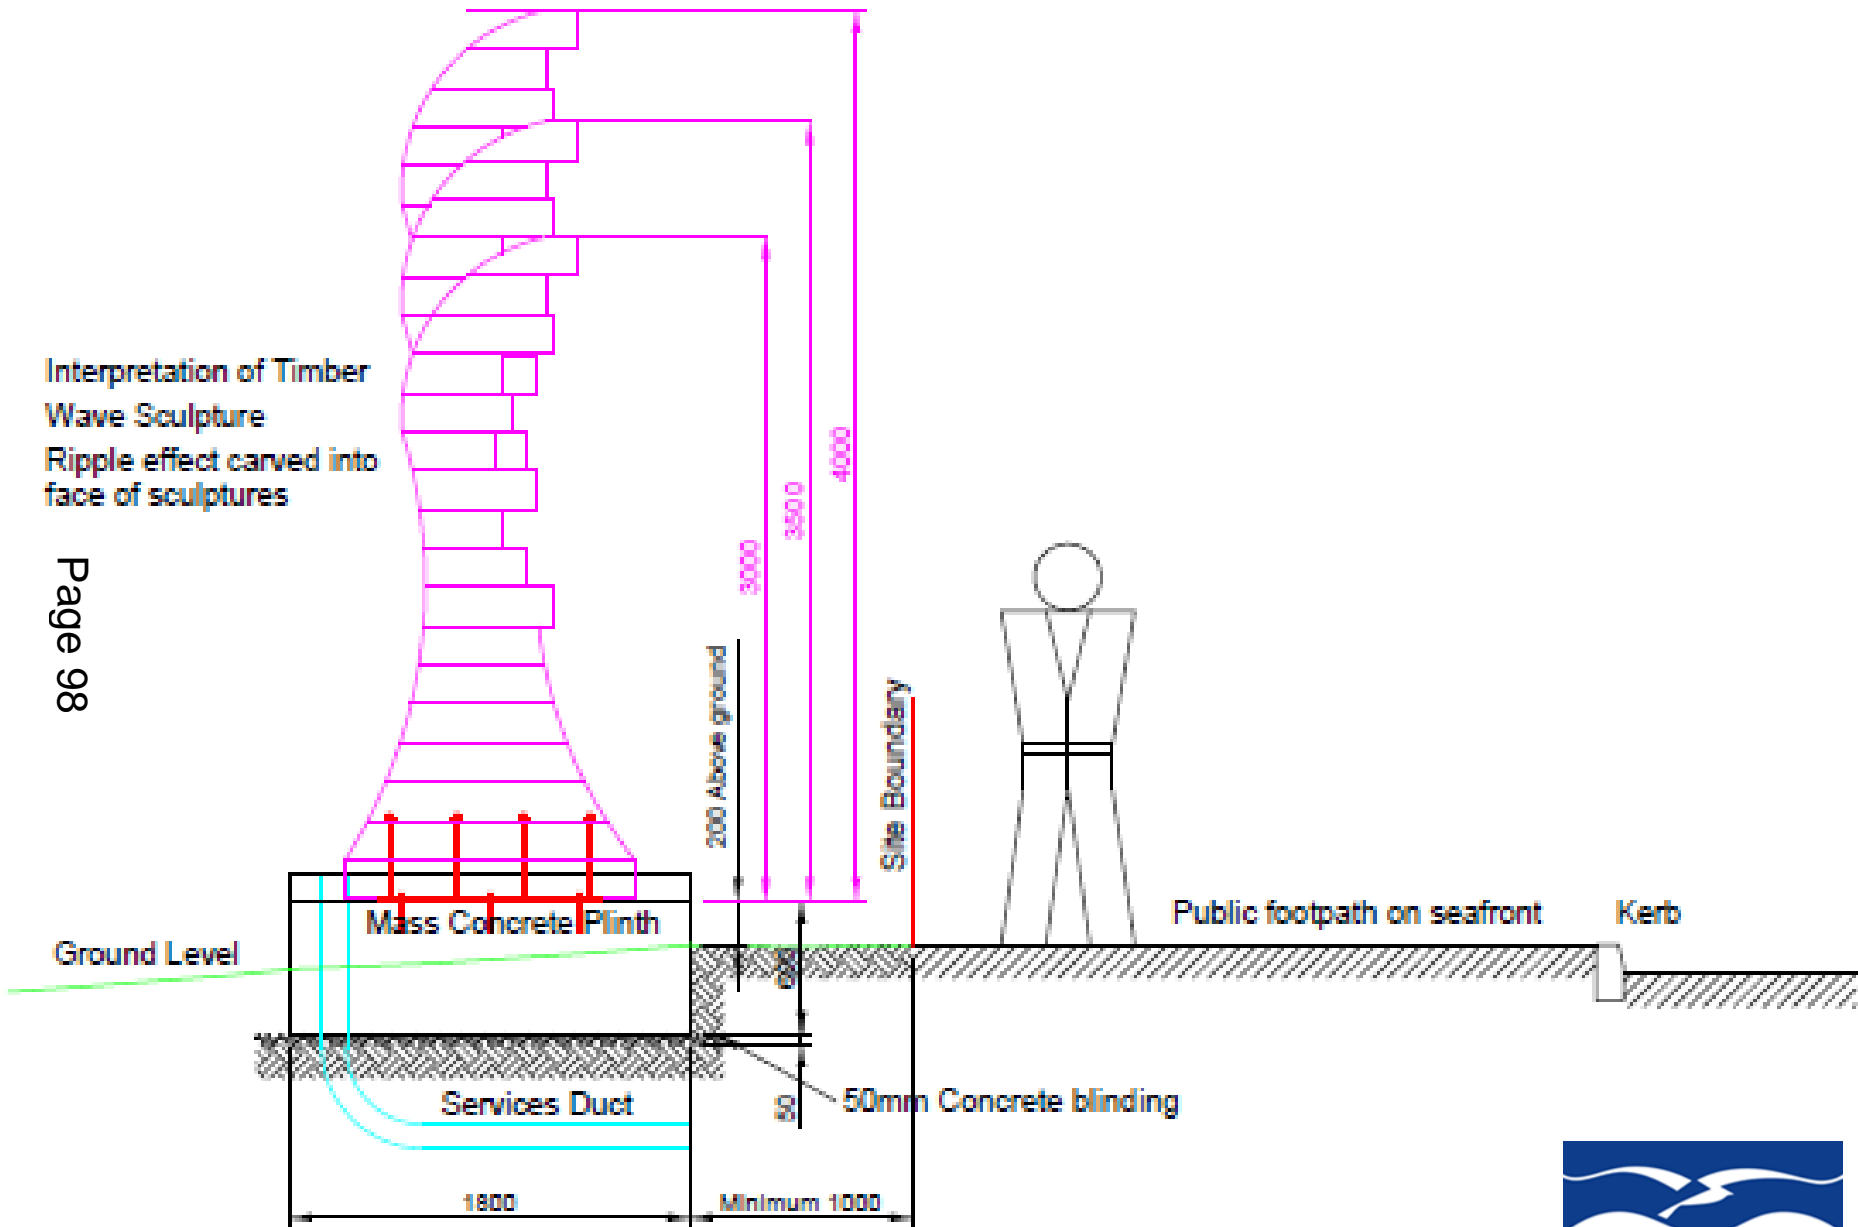 Interpretation of Timber
Wave Sculpture
Ripple effect carved into
face of sculptures
Page 98
3000
3500
4000
200 Above ground
Site Boundary
Mass Concrete Plinth
Ground Level
Public footpath on seafront
Kerb
600
50
50mm Concrete blinding
Services Duct
1800
Minimum 1000